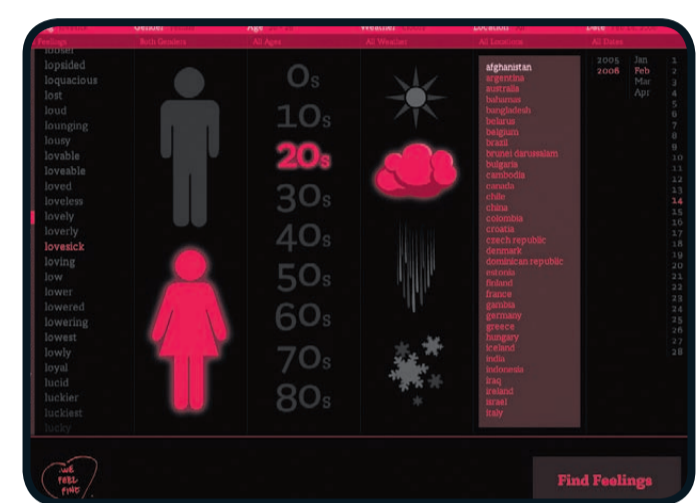 Feelings
Both Genders
All Ages
All Weather
All Locations
All Dates
lopsided
loquacious
lost
loud
lounging
lousy
lovable
loveable
loved
loveless
lovely
loverly
lovesick
loving
low
lower
lowered
lowering
lowest
lowly
loyal
lucid
luckier
luckiest
lucky
0s
10s
20s
30s
40s
50s
60s
70s
80s
afghanistan
argentina
australia
bahamas
bangladesh
belarus
belgium
brazil
brunei darussalam
bulgaria
cambodia
canada
chile
china
colombia
croatia
czech republic
denmark
dominican republic
estonia
finland
france
gambia
germany
greece
hungary
iceland
india
indonesia
iraq
ireland
israel
italy
2005
2006
Jan
Feb
Mar
Apr
1
2
3
4
5
6
7
8
9
10
11
12
13
14
15
16
17
18
19
20
21
22
23
24
25
26
27
28
WE
FEEL
FINE
Find Feelings